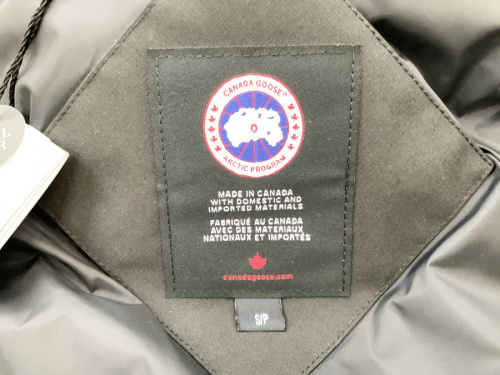 CANADA GOOSE®
ARCTIC PROGRAM
MADE IN CANADA
WITH DOMESTIC AND
IMPORTED MATERIALS
FABRIQUÉ AU CANADA
AVEC DES MATERIAUX
NATIONAUX ET IMPORTÉS
canadagoose.com
S/P